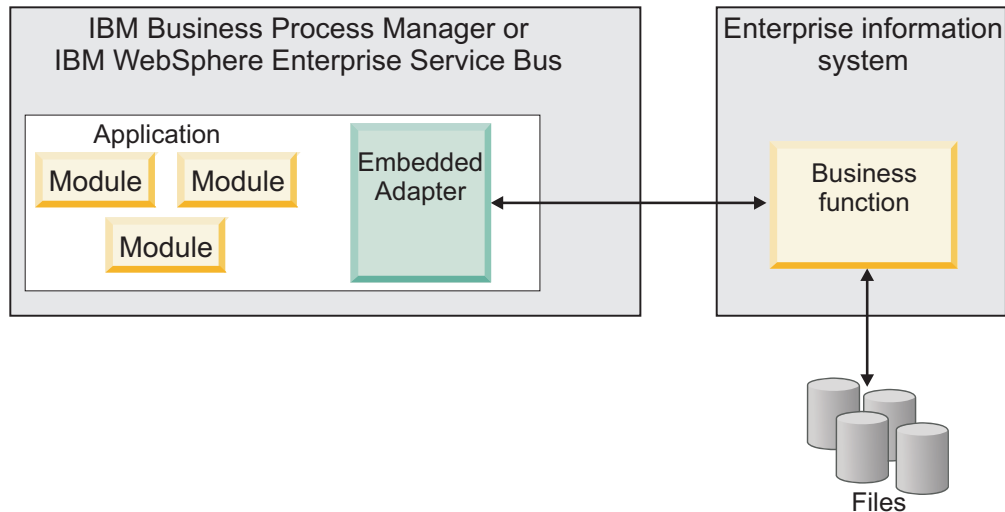 IBM Business Process Manager or
IBM WebSphere Enterprise Service Bus
Application
Module
Module
Module
Embedded
Adapter
Enterprise information
system
Business
function
Files